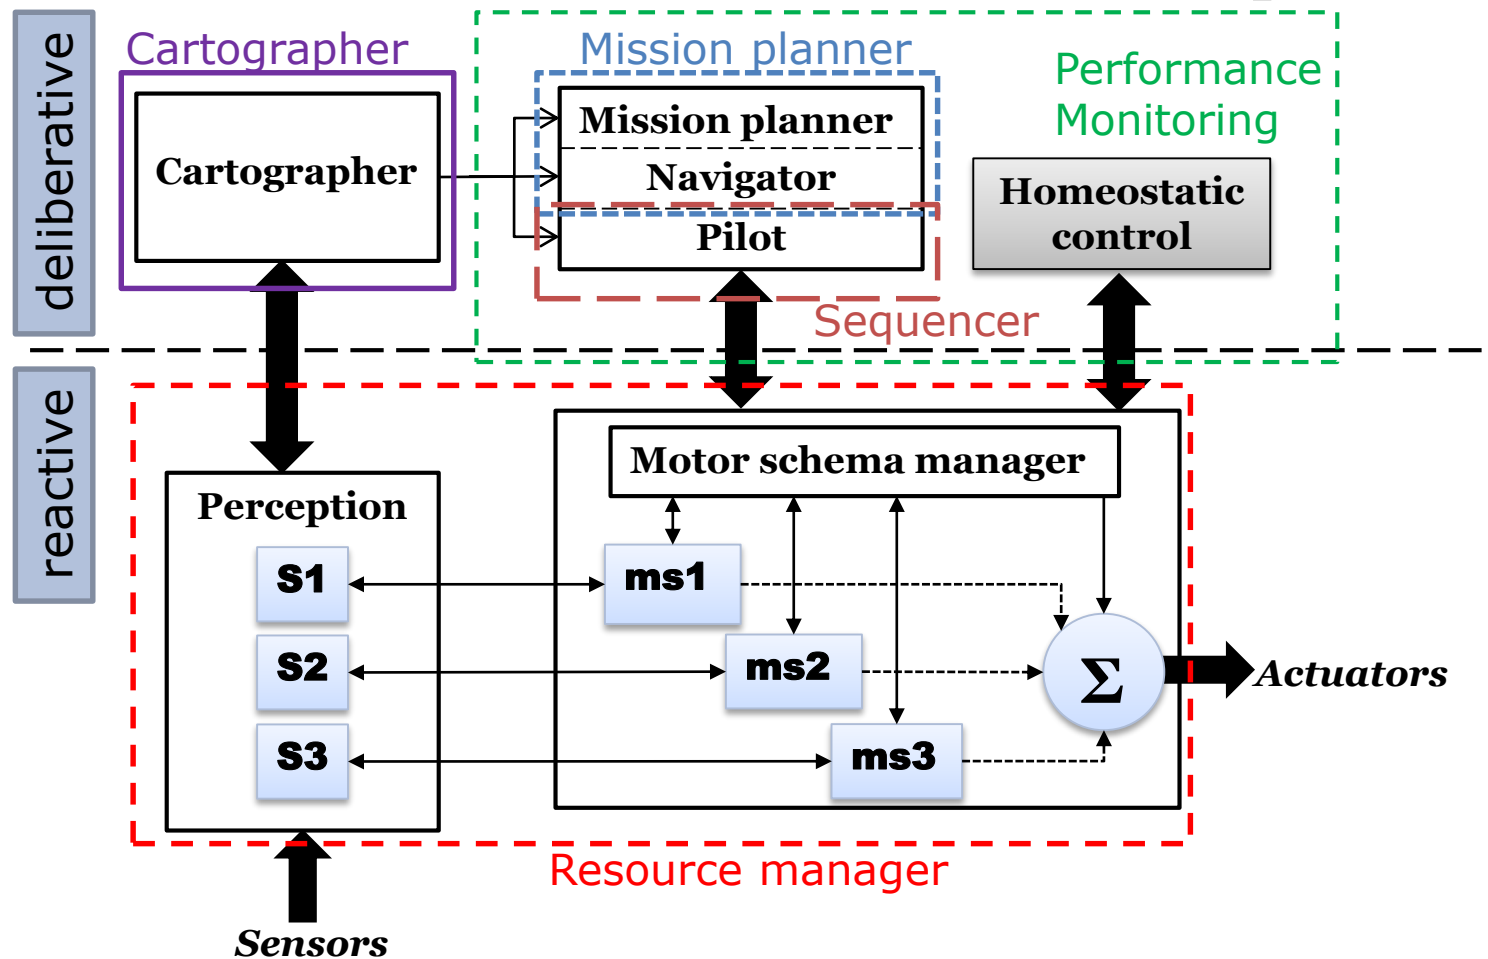 deliberative
Cartographer
Cartographer
Mission planner
Mission planner
Navigator
Pilot
Sequencer
Performance
Monitoring
Homeostatic
control
reactive
Perception
S1
S2
S3
Motor schema manager
ms1
ms2
ms3
Σ
Actuators
Resource manager
Sensors